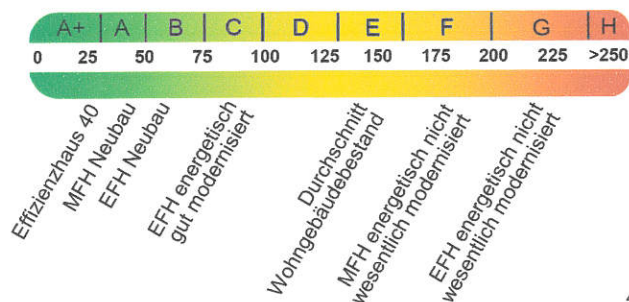 A+ A B C D E F G H
0 25 50 75 100 125 150 175 200 225 >250
Effizienzhaus 40
MFH Neubau
EFH Neubau
EFH energetisch
gut modernisiert
Durchschnitt
Wohngebäudebestand
MFH energetisch nicht
wesentlich modernisiert
EFH energetisch nicht
wesentlich modernisiert